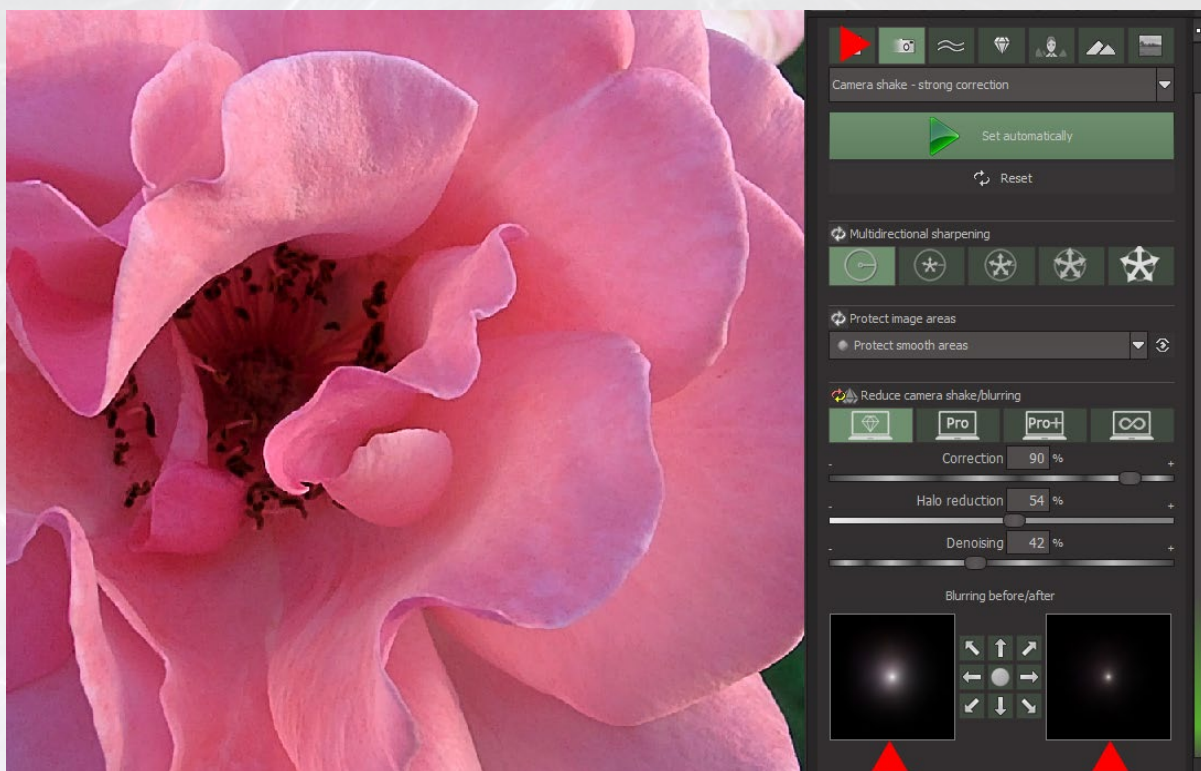 Camera shake - strong correction
Set automatically
Reset
Multidirectional sharpening
Protect image areas
Protect smooth areas
Reduce camera shake/blurring
Pro Pro+
- Correction 90 % +
- Halo reduction 54 % +
- Denoising 42 % +
Blurring before/after